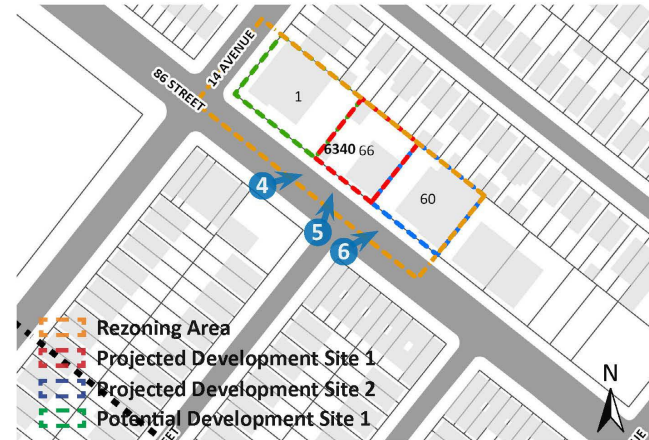 14 AVENUE
86 STREET
1
6340 66
60
4
5
6
Rezoning Area
Projected Development Site 1
Projected Development Site 2
Potential Development Site 1
N